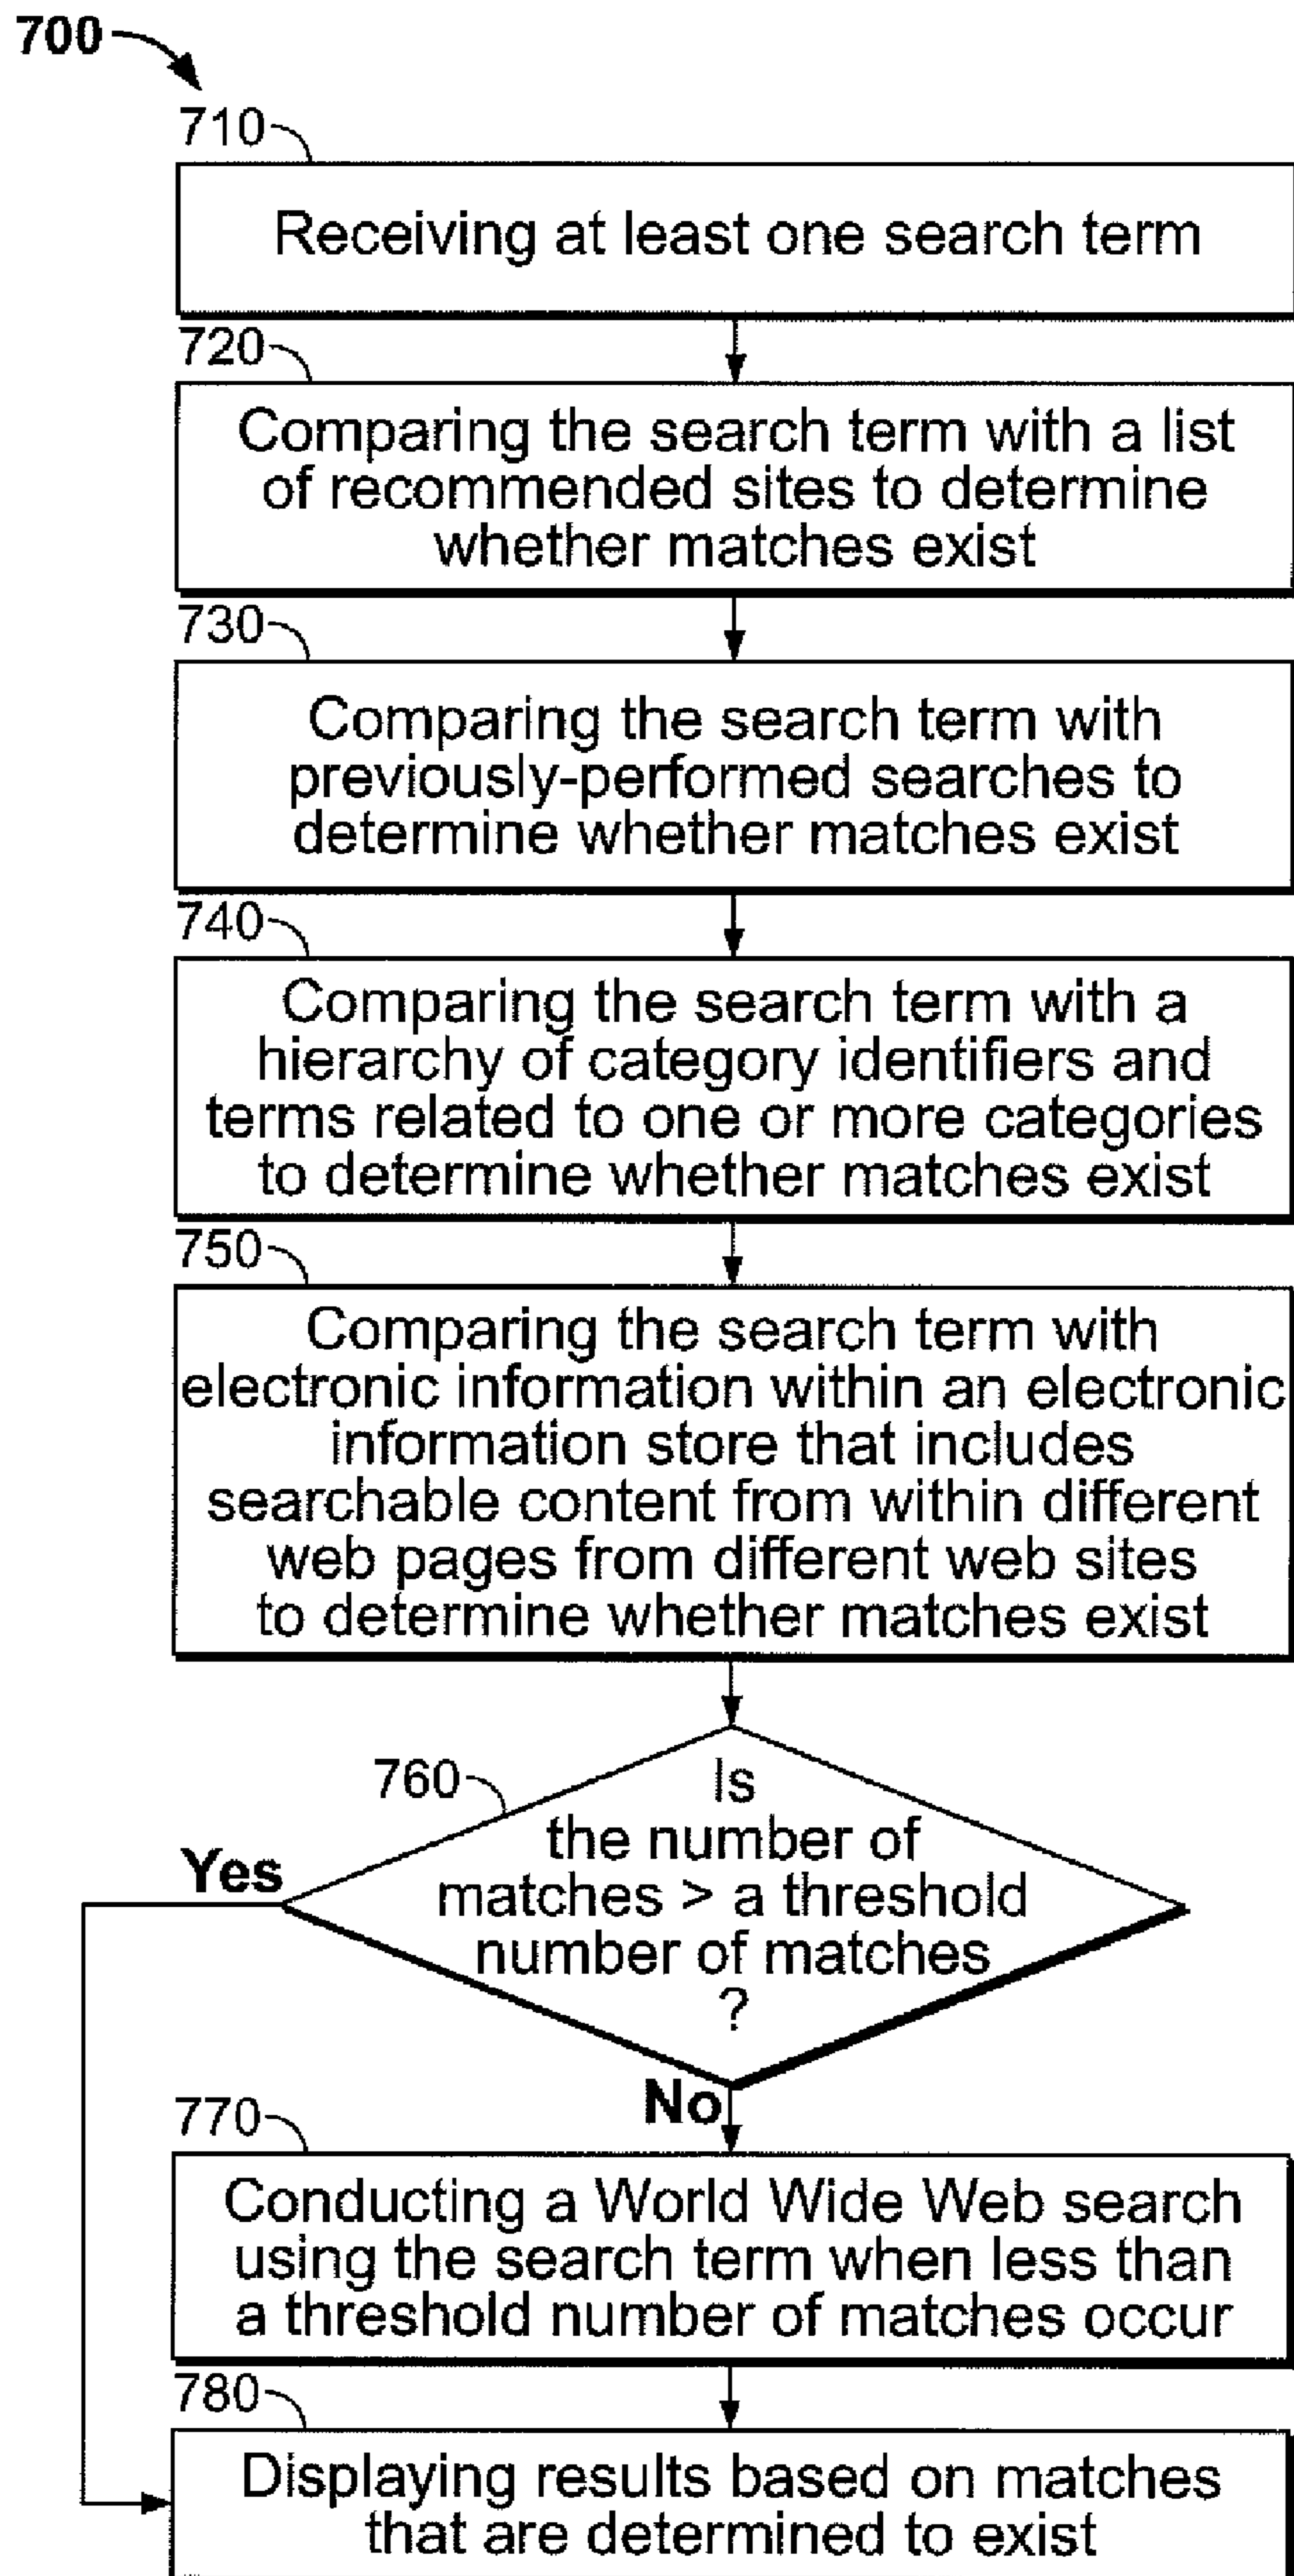 700
710
Receiving at least one search term
720
Comparing the search term with a list
of recommended sites to determine
whether matches exist
730
Comparing the search term with
previously-performed searches to
determine whether matches exist
740
Comparing the search term with a
hierarchy of category identifiers and
terms related to one or more categories
to determine whether matches exist
750
Comparing the search term with
electronic information within an electronic
information store that includes
searchable content from within different
web pages from different web sites
to determine whether matches exist
760
Is
the number of
matches > a threshold
number of matches
?
Yes
No
770
Conducting a World Wide Web search
using the search term when less than
a threshold number of matches occur
780
Displaying results based on matches
that are determined to exist